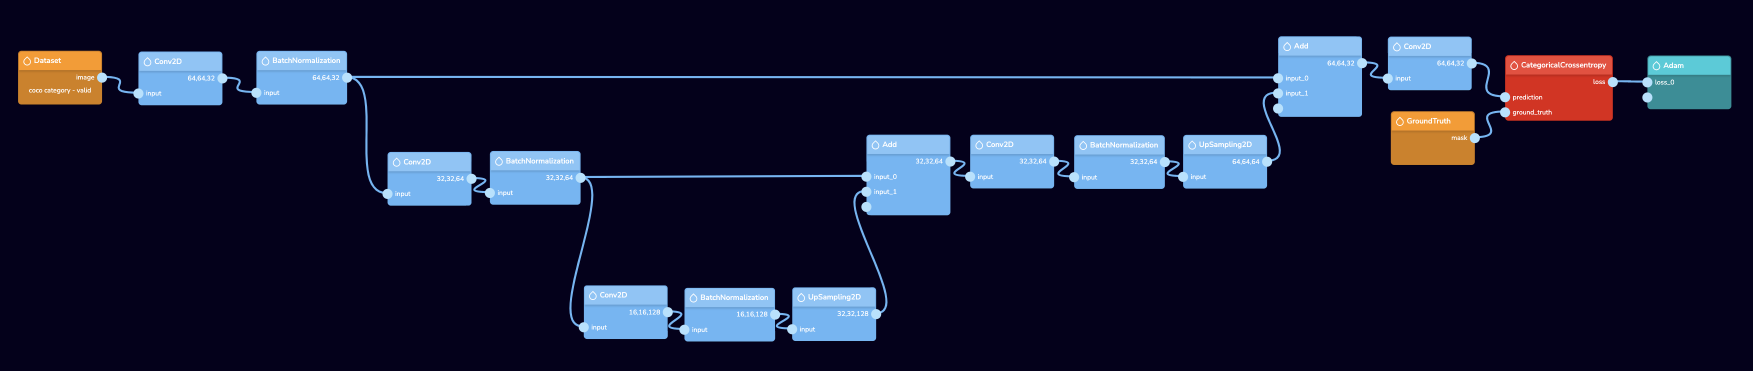 Dataset
image
coco category - valid
Conv2D
64,64,32
input
BatchNormalization
64,64,32
input
Conv2D
32,32,64
input
BatchNormalization
32,32,64
input
Conv2D
16,16,128
input
BatchNormalization
16,16,128
input
UpSampling2D
32,32,128
input
Add
32,32,64
input_0
input_1
Conv2D
32,32,64
input
BatchNormalization
32,32,64
input
UpSampling2D
64,64,64
input
Add
64,64,32
input_0
input_1
Conv2D
64,64,32
input
GroundTruth
mask
CategoricalCrossentropy
loss
prediction
ground_truth
Adam
loss_0